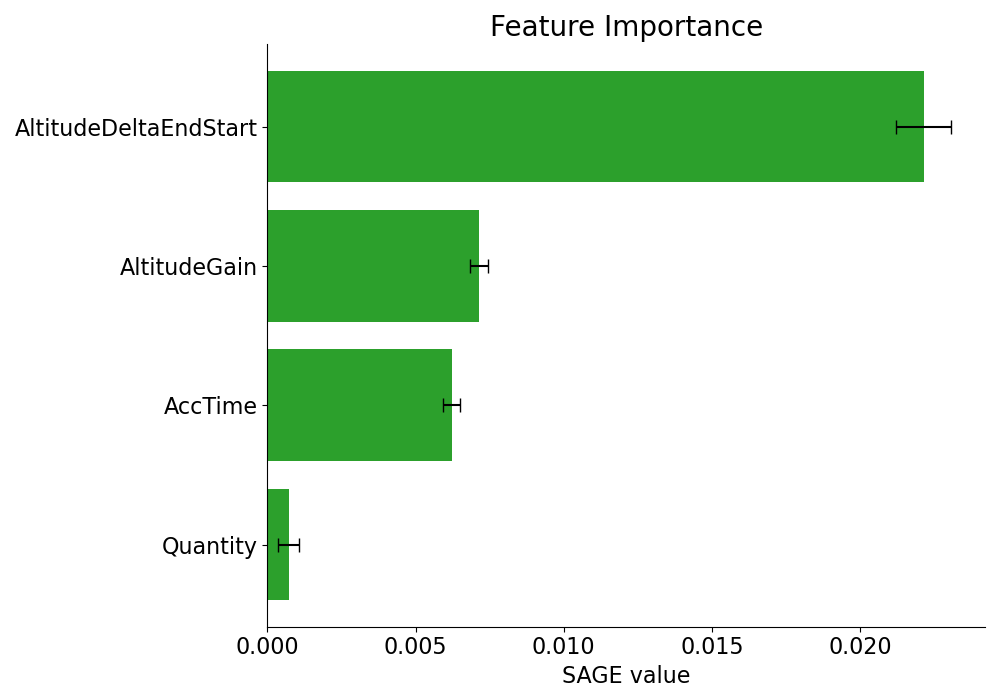 Feature Importance
AltitudeDeltaEndStart
AltitudeGain
AccTime
Quantity
0.000 0.005 0.010 0.015 0.020
SAGE value